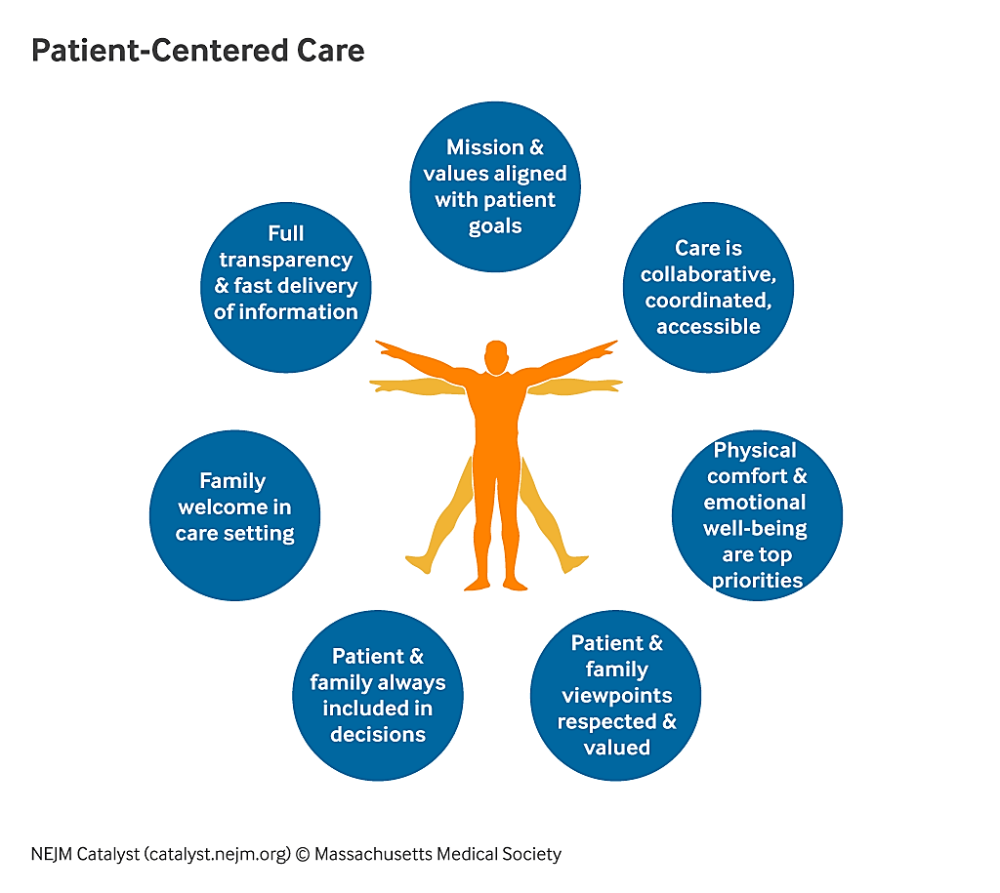 Patient-Centered Care
Mission &
values aligned
with patient
goals
Care is
collaborative,
coordinated,
accessible
Physical
comfort &
emotional
well-being
are top
priorities
Patient &
family
viewpoints
respected &
valued
Patient &
family always
included in
decisions
Family
welcome in
care setting
Full
transparency
& fast delivery
of information
NEJM Catalyst (catalyst.nejm.org) © Massachusetts Medical Society